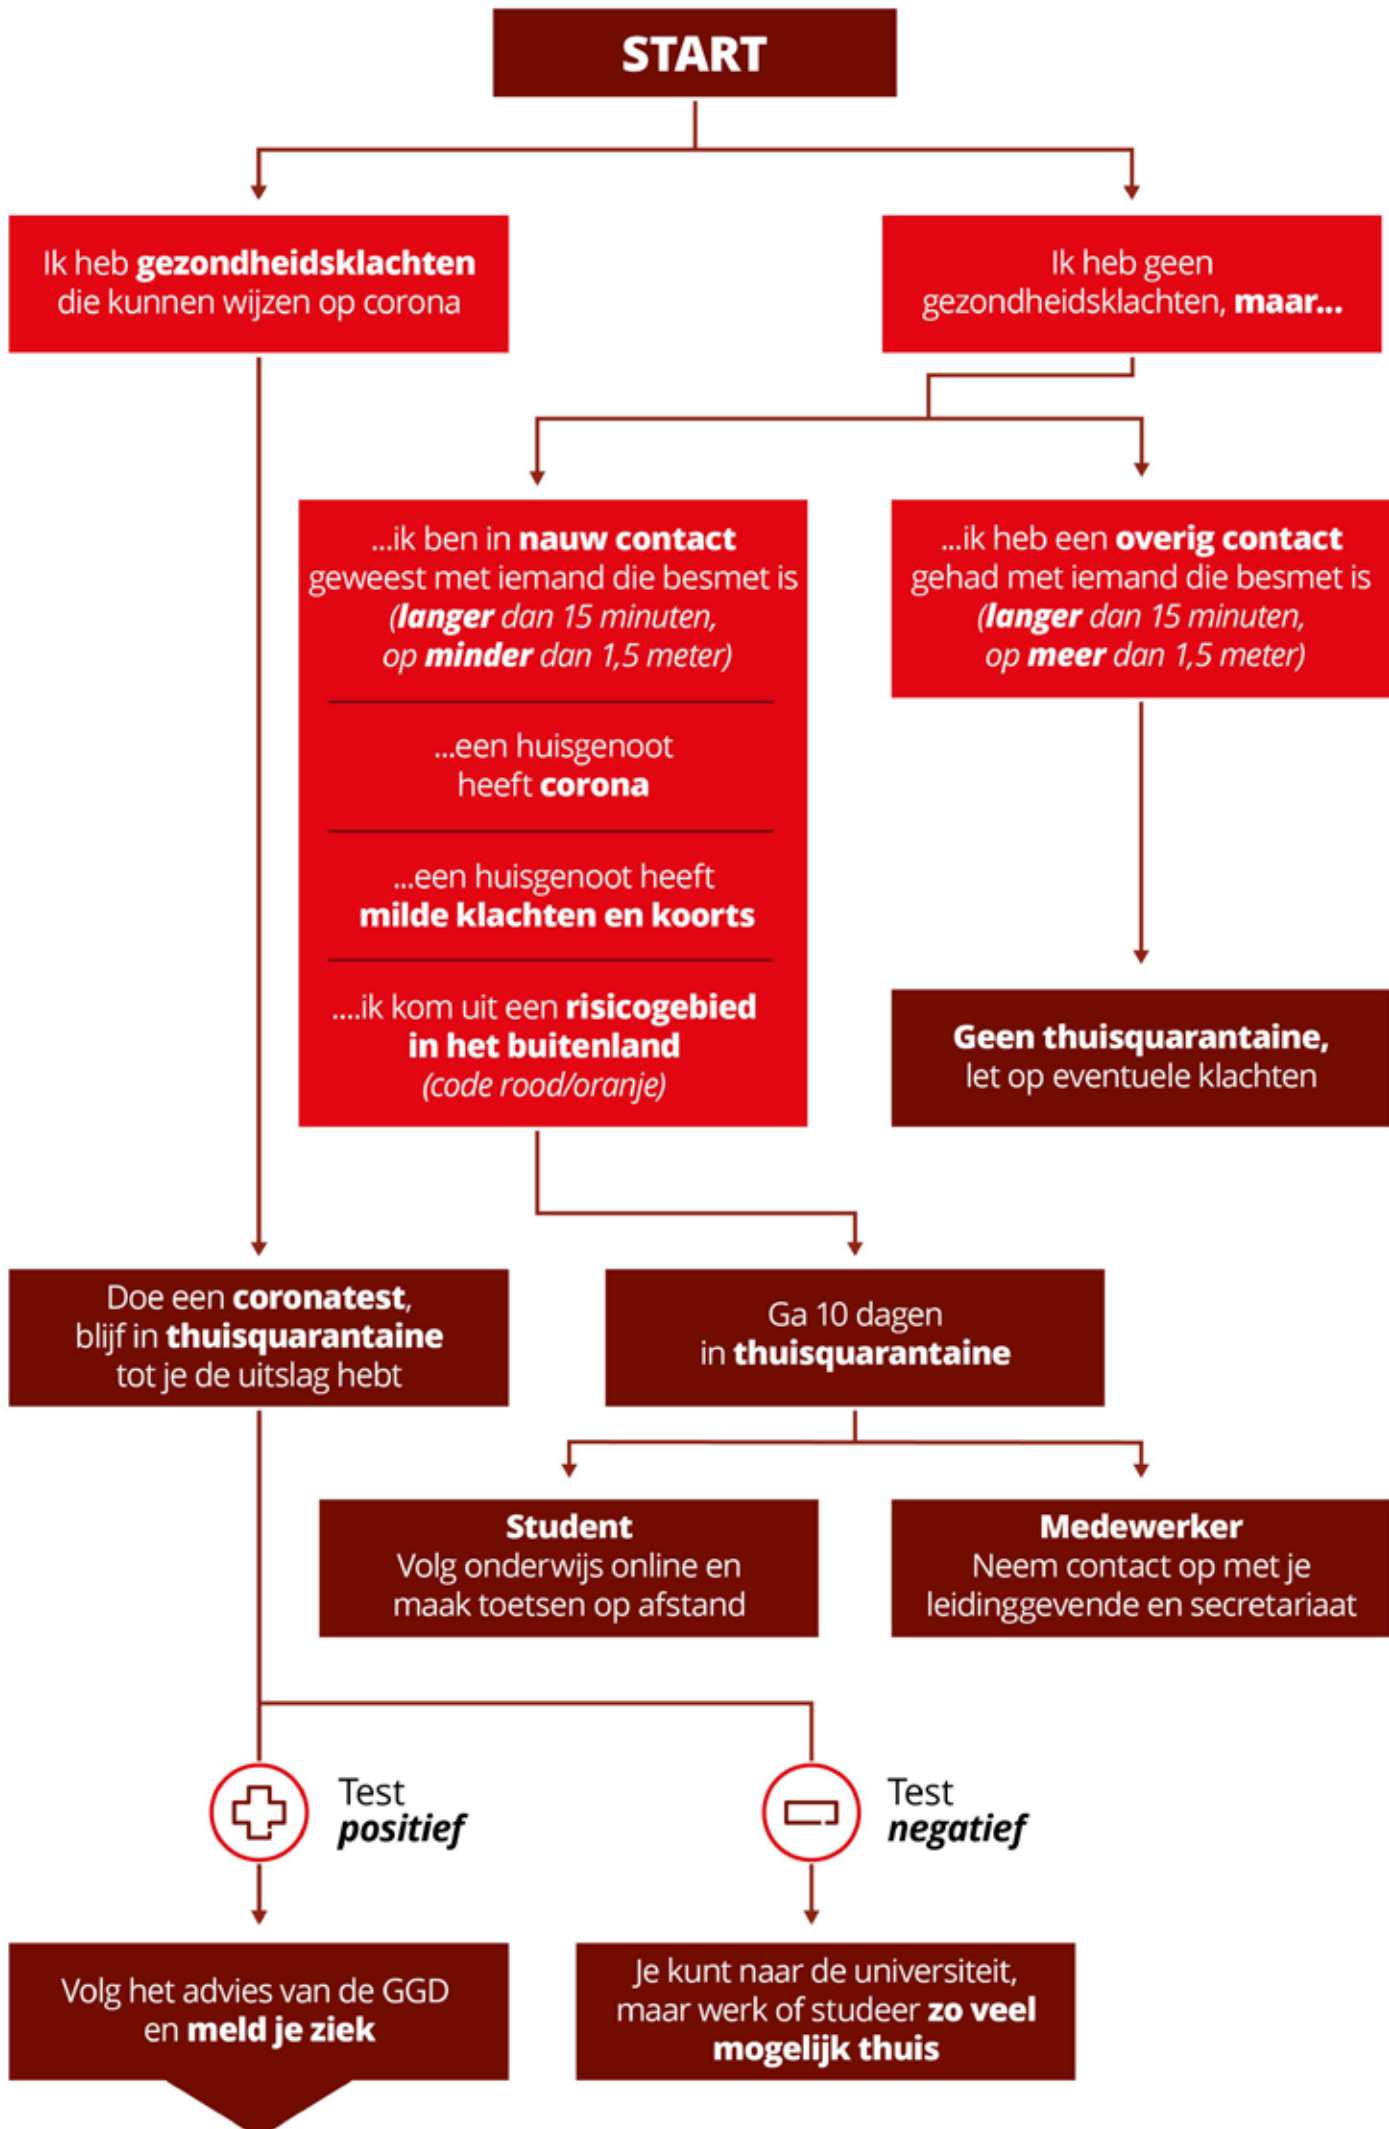 START
Ik heb gezondheidsklachten
die kunnen wijzen op corona
Ik heb geen
gezondheidsklachten, maar...
...ik ben in nauw contact
geweest met iemand die besmet is
(langer dan 15 minuten,
op minder dan 1,5 meter)
...een huisgenoot
heeft corona
...een huisgenoot heeft
milde klachten en koorts
....ik kom uit een risicogebied
in het buitenland
(code rood/oranje)
...ik heb een overig contact
gehad met iemand die besmet is
(langer dan 15 minuten,
op meer dan 1,5 meter)
Geen thuisquarantaine,
let op eventuele klachten
Doe een coronatest,
blijf in thuisquarantaine
tot je de uitslag hebt
Ga 10 dagen
in thuisquarantaine
Student
Volg onderwijs online en
maak toetsen op afstand
Medewerker
Neem contact op met je
leidinggevende en secretariaat
Test
positief
Test
negatief
Volg het advies van de GGD
en meld je ziek
Je kunt naar de universiteit,
maar werk of studeer zo veel
mogelijk thuis